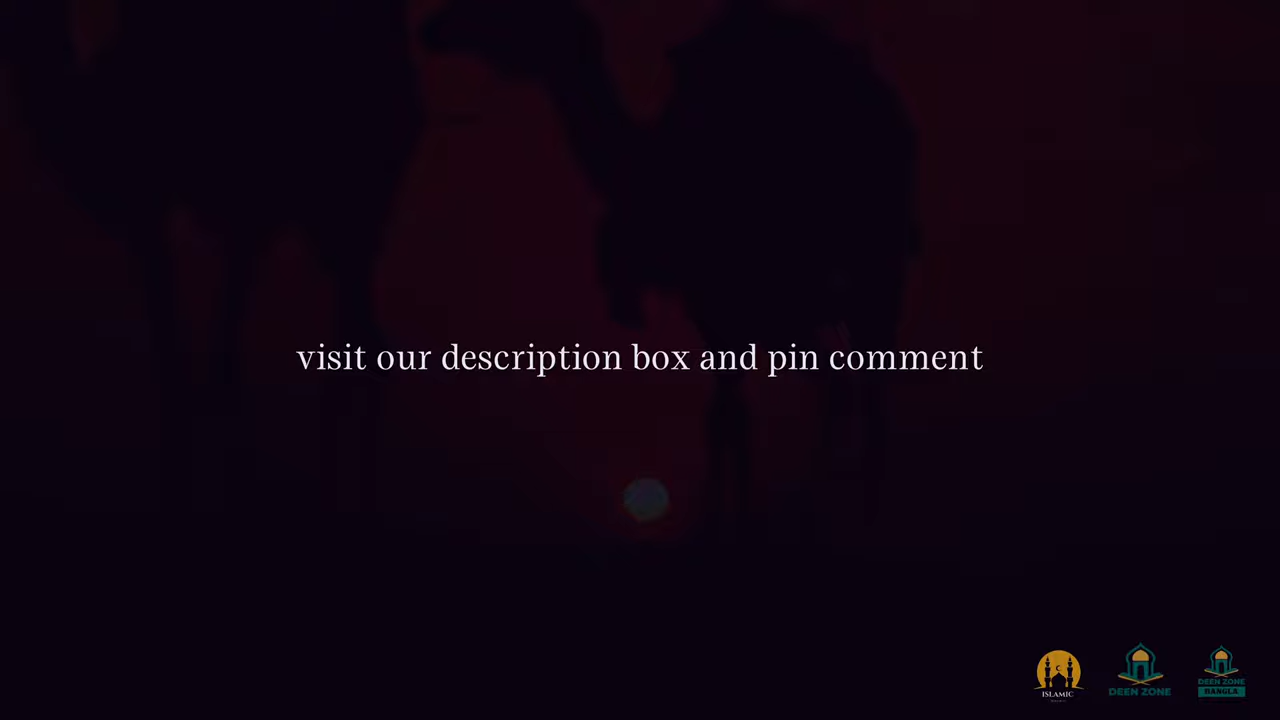 visit our description box and pin comment
ISLAMIC
DEEN ZONE
DEEN ZONE
BANGLA